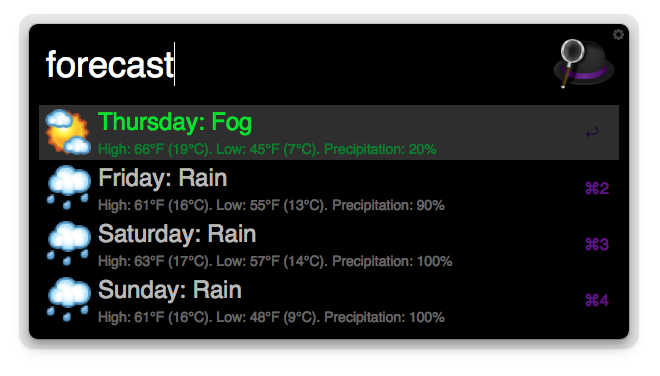 forecast
Thursday: Fog
High: 66°F (19°C). Low: 45°F (7°C). Precipitation: 20%
↩
Friday: Rain
High: 61°F (16°C). Low: 55°F (13°C). Precipitation: 90%
⌘2
Saturday: Rain
High: 63°F (17°C). Low: 57°F (14°C). Precipitation: 100%
⌘3
Sunday: Rain
High: 61°F (16°C). Low: 48°F (9°C). Precipitation: 100%
⌘4